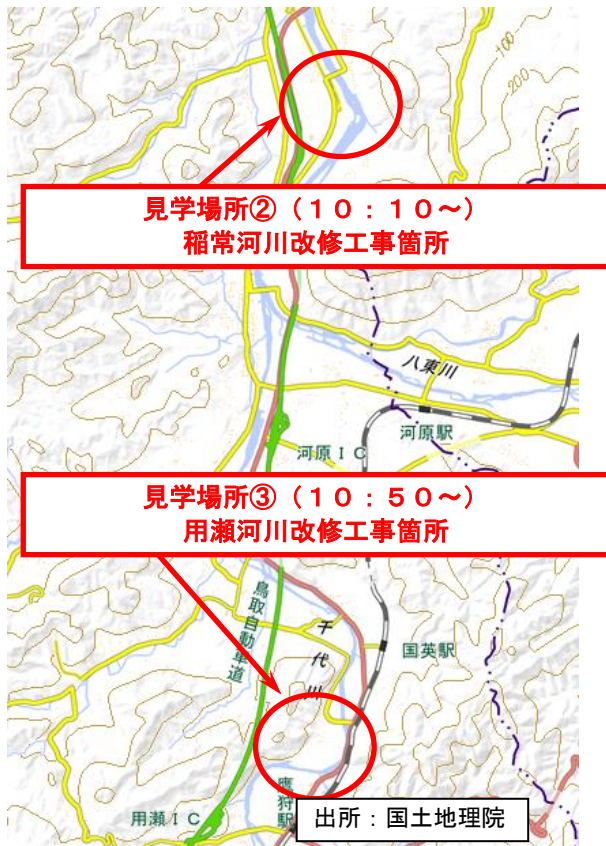 100
200
見学場所②（１０：１０～）
稲常河川改修工事箇所
八東川
河原駅
河原ＩＣ
見学場所③（１０：５０～）
用瀬河川改修工事箇所
鳥取自動車道
千代川
国英駅
鷹狩駅
用瀬ＩＣ
出所：国土地理院